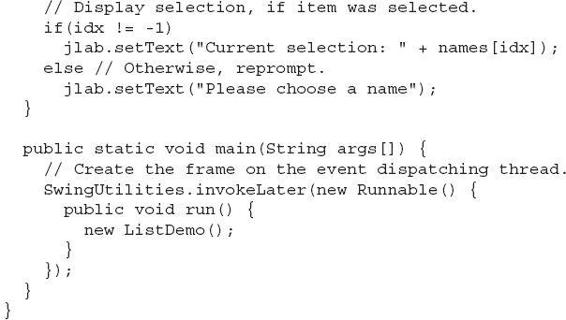 // Display selection, if item was selected.
if(idx != -1)
jlab.setText("Current selection: " + names[idx]);
else // Otherwise, reprompt.
jlab.setText("Please choose a name");
}
public static void main(String args[]) {
// Create the frame on the event dispatching thread.
SwingUtilities.invokeLater(new Runnable() {
public void run() {
new ListDemo();
}
});
}
}